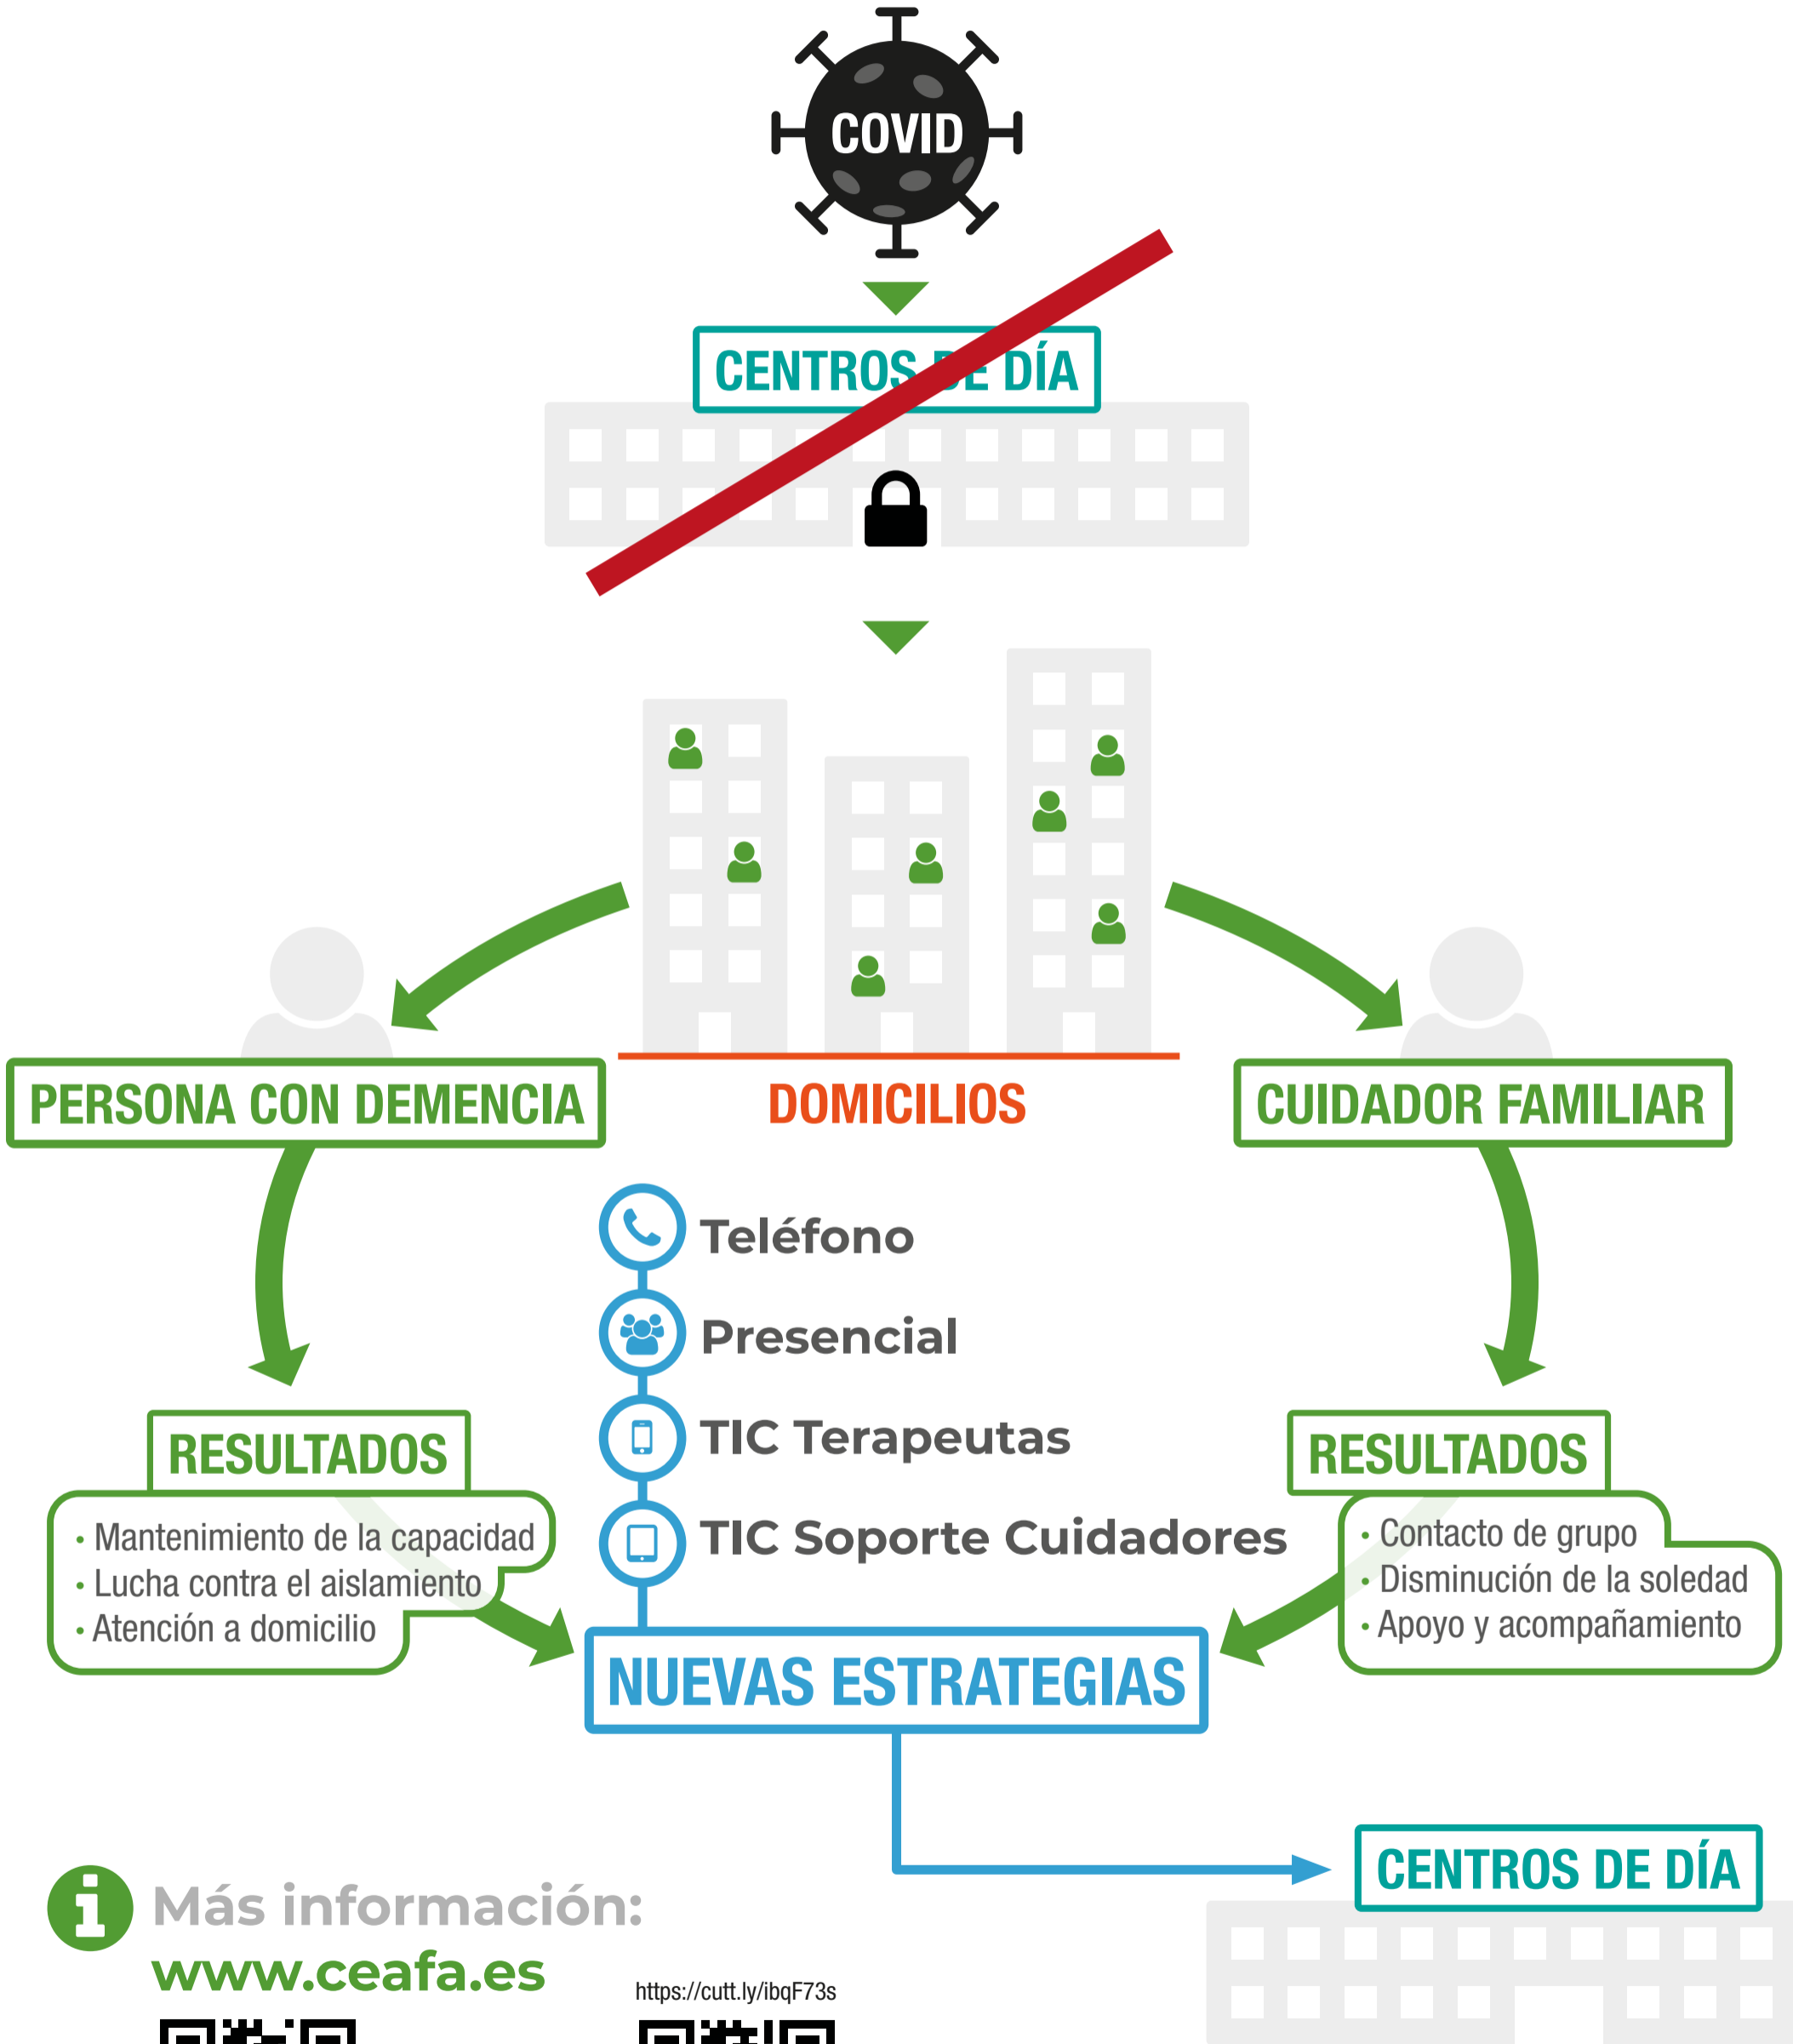 COVID
CENTROS DE DÍA
PERSONA CON DEMENCIA
DOMICILIOS
CUIDADOR FAMILIAR
Teléfono
Presencial
TIC Terapeutas
TIC Soporte Cuidadores
RESULTADOS
• Mantenimiento de la capacidad
• Lucha contra el aislamiento
• Atención a domicilio
RESULTADOS
• Contacto de grupo
• Disminución de la soledad
• Apoyo y acompañamiento
NUEVAS ESTRATEGIAS
CENTROS DE DÍA
Más información:
www.ceafa.es
https://cutt.ly/ibqF73s